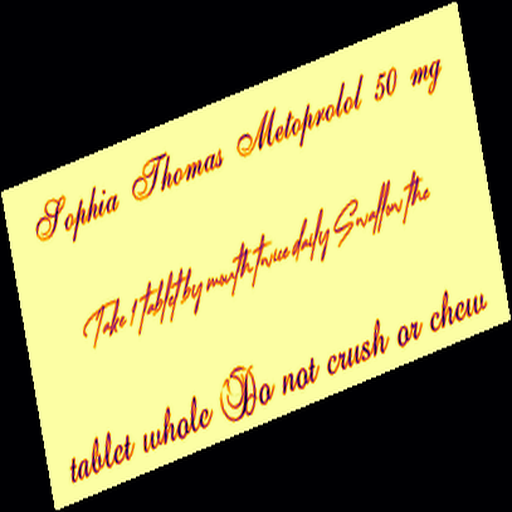 Sophia Thomas Metoprolol 50 mg
Take 1 tablet by mouth twice daily Swallow the
tablet whole Do not crush or chew